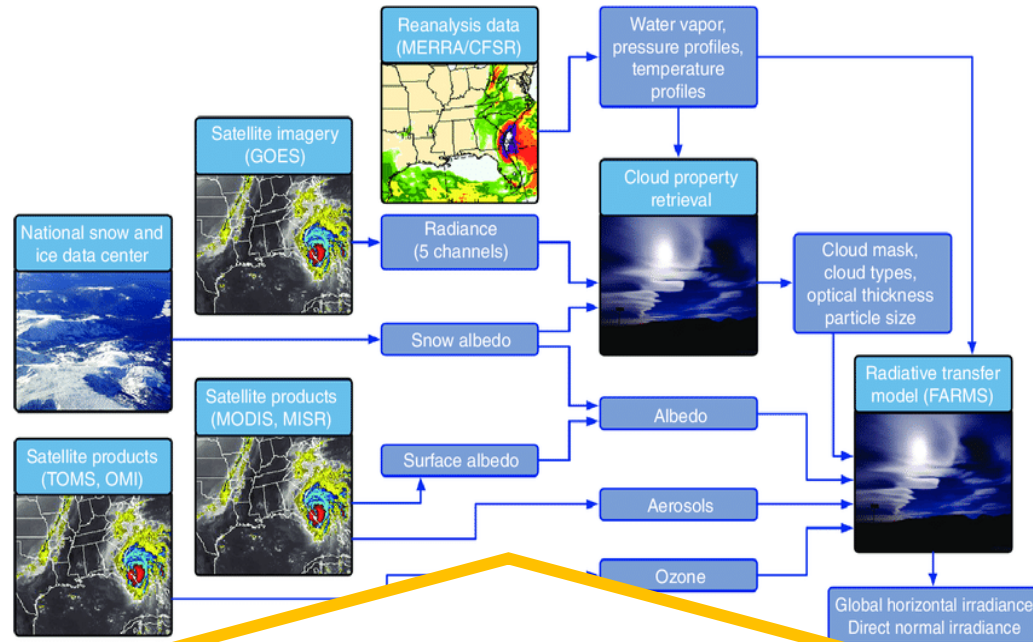 Reanalysis data
(MERRA/CFSR)
Water vapor,
pressure profiles,
temperature
profiles
Satellite imagery
(GOES)
Cloud property
retrieval
National snow and
ice data center
Radiance
(5 channels)
Cloud mask,
cloud types,
optical thickness
particle size
Snow albedo
Radiative transfer
model (FARMS)
Satellite products
(MODIS, MISR)
Albedo
Satellite products
(TOMS, OMI)
Surface albedo
Aerosols
Ozone
Global horizontal irradiance
Direct normal irradiance